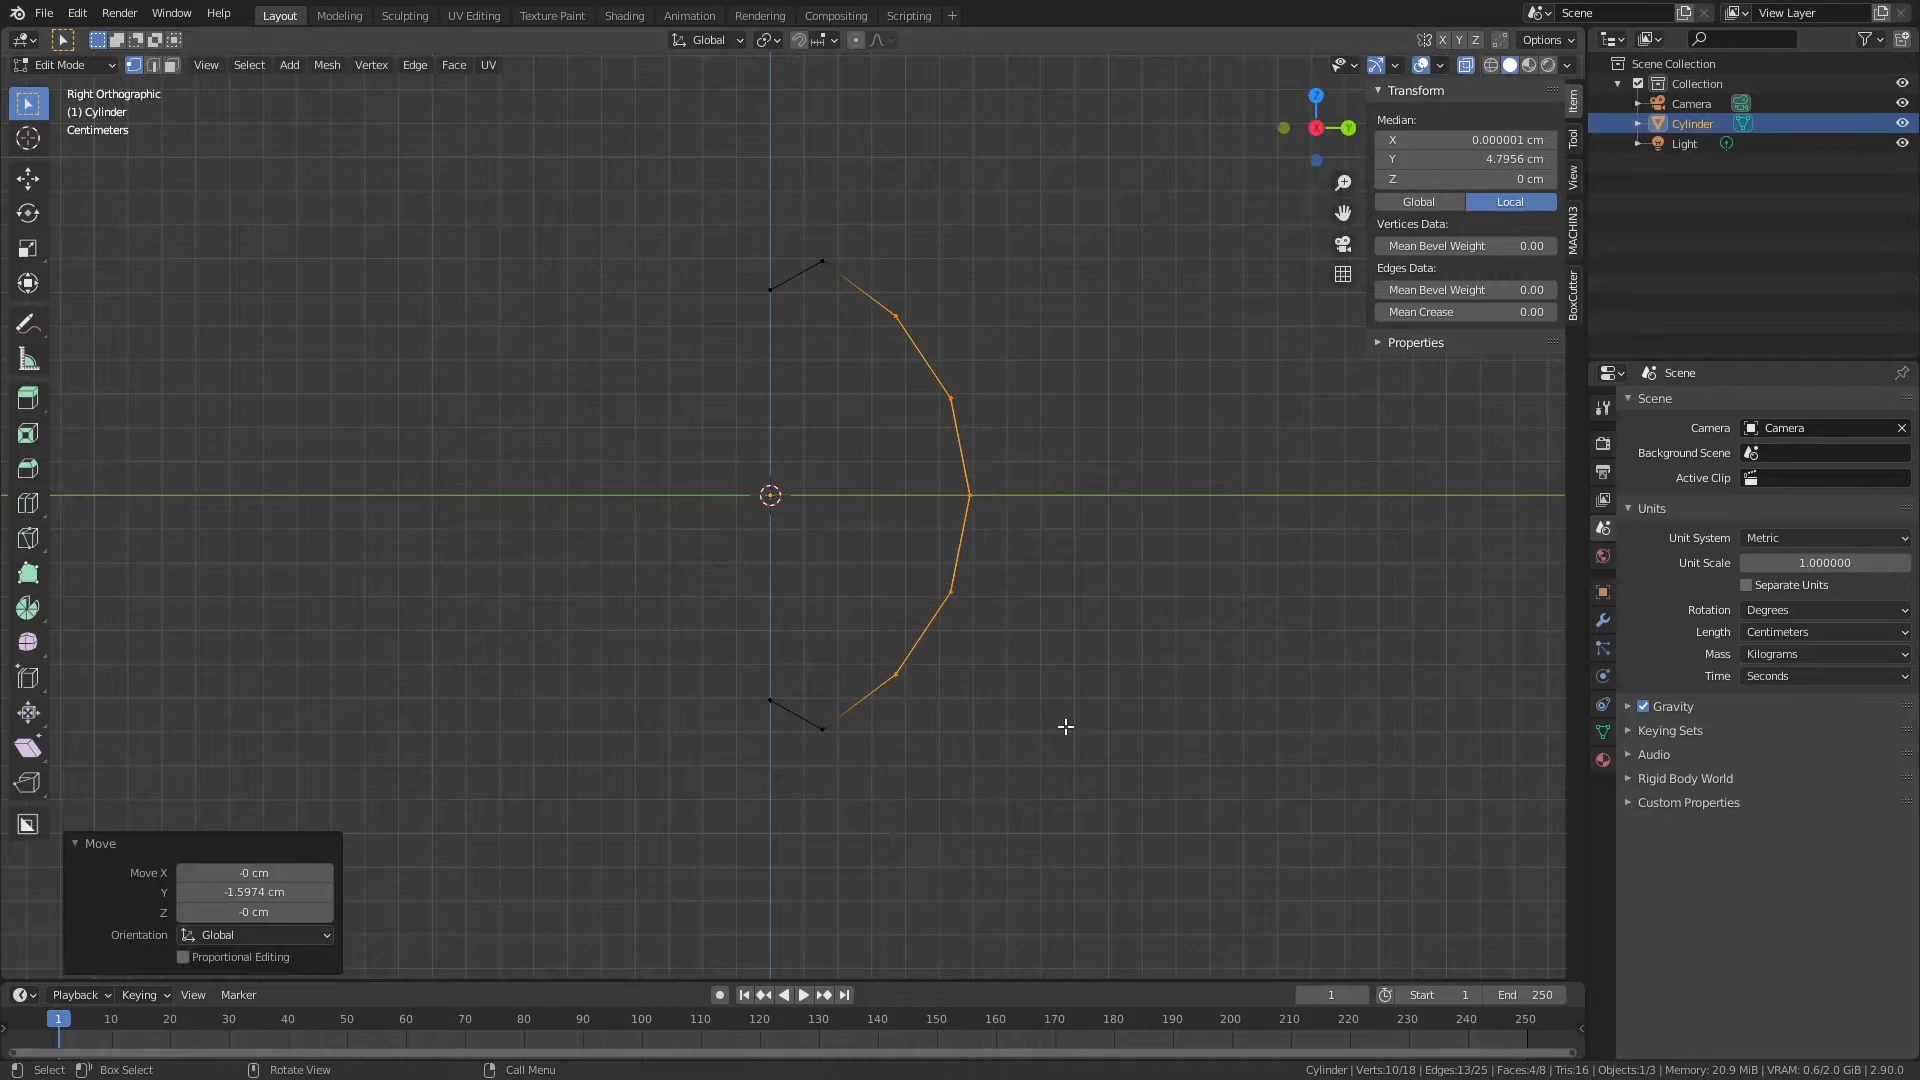 File Edit Render Window Help Layout Modeling Sculpting UV Editing Texture Paint Shading Animation Rendering Compositing Scripting + Scene View Layer
Global X Y Z Options
Edit Mode View Select Add Mesh Vertex Edge Face UV
Right Orthographic
(1) Cylinder
Centimeters
Z
X
Y
Transform
Median:
X 0.000001 cm
Y 4.7956 cm
Z 0 cm
Global Local
Vertices Data:
Mean Bevel Weight 0.00
Edges Data:
Mean Bevel Weight 0.00
Mean Crease 0.00
Properties
Item
Tool
View
MACHIN3
BoxCutter
Scene Collection
Collection
Camera
Cylinder
Light
Scene
Scene
Camera Camera
Background Scene
Active Clip
Units
Unit System Metric
Unit Scale 1.000000
Separate Units
Rotation Degrees
Length Centimeters
Mass Kilograms
Time Seconds
Gravity
Keying Sets
Audio
Rigid Body World
Custom Properties
Move
Move X -0 cm
Y -1.5974 cm
Z -0 cm
Orientation Global
Proportional Editing
Playback Keying View Marker 1 Start 1 End 250
1 10 20 30 40 50 60 70 80 90 100 110 120 130 140 150 160 170 180 190 200 210 220 230 240 250
Select Box Select Rotate View Call Menu Cylinder | Verts:10/18 | Edges:13/25 | Faces:4/8 | Tris:16 | Objects:1/3 | Memory: 20.9 MiB | VRAM: 0.6/2.0 GiB | 2.90.0